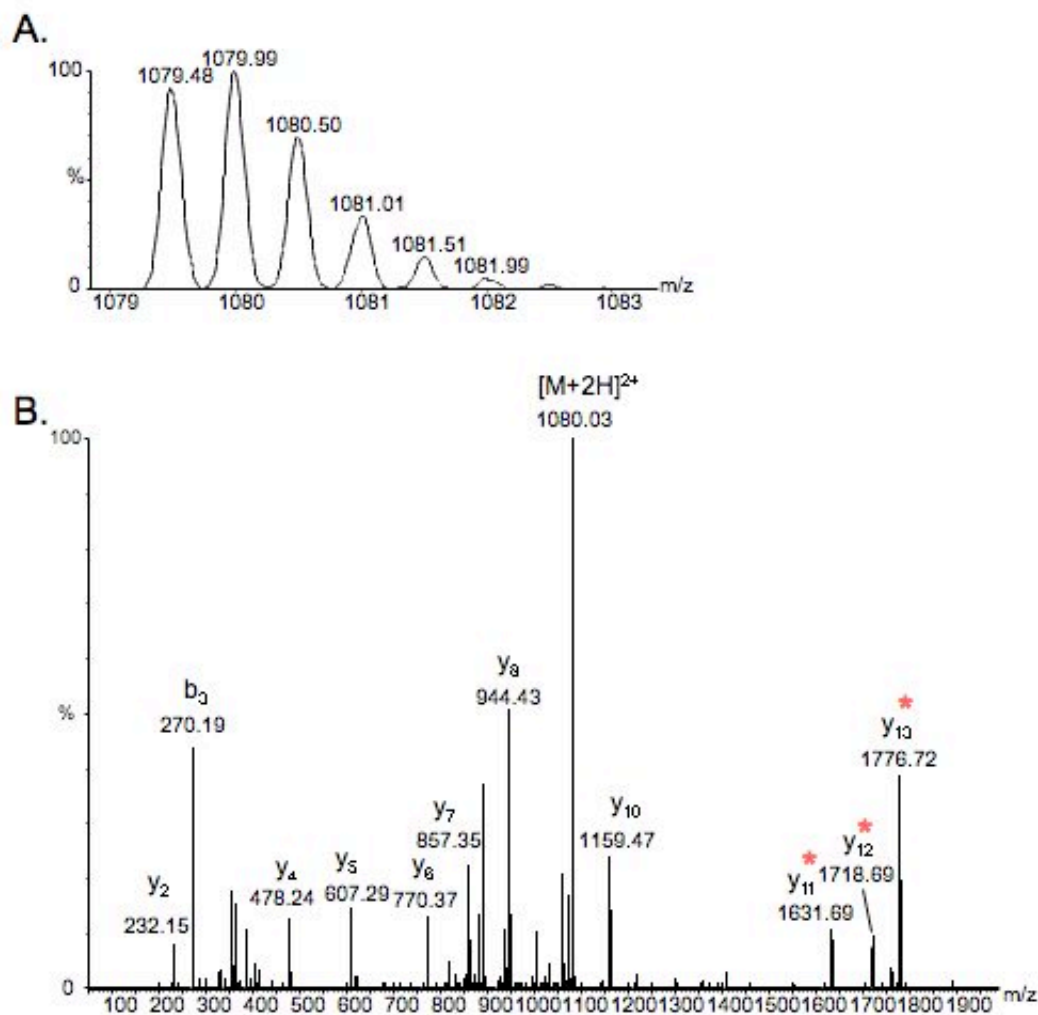 A.
100
1079.48
1079.99
1080.50
%
1081.01
1081.51
1081.99
0
m/z
1079 1080 1081 1082 1083
B.
[M+2H]²⁺
1080.03
100
%
b₃
270.19
y₈
944.43
y₁₃
*
1776.72
y₇
857.35
y₁₀
1159.47
y₁₂
*
1718.69
y₂
232.15
y₄
478.24
y₅
607.29
y₆
770.37
y₁₁
*
1631.69
0
100 200 300 400 500 600 700 800 900 1000 1100 1200 1300 1400 1500 1600 1700 1800 1900 m/z